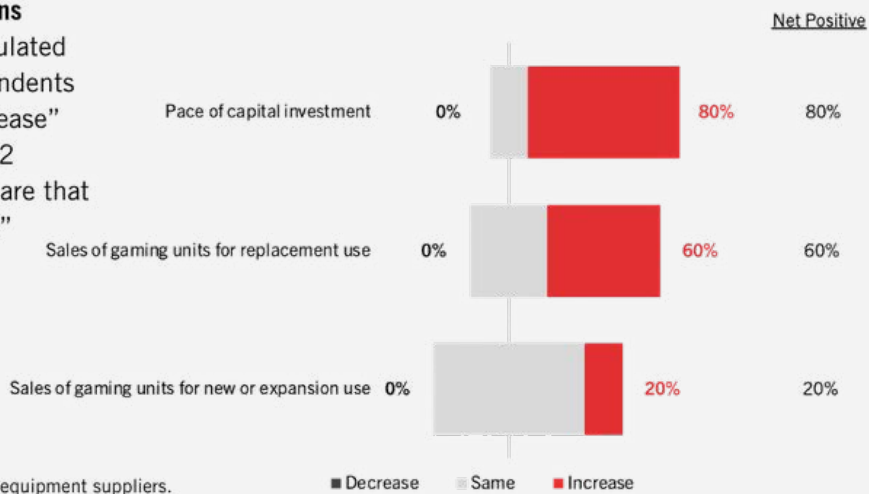 ns
ulated
ndents
ease”
2
are that
”
Net Positive
Pace of capital investment 0% 80% 80%
Sales of gaming units for replacement use 0% 60% 60%
Sales of gaming units for new or expansion use 0% 20% 20%
equipment suppliers.
Decrease Same Increase